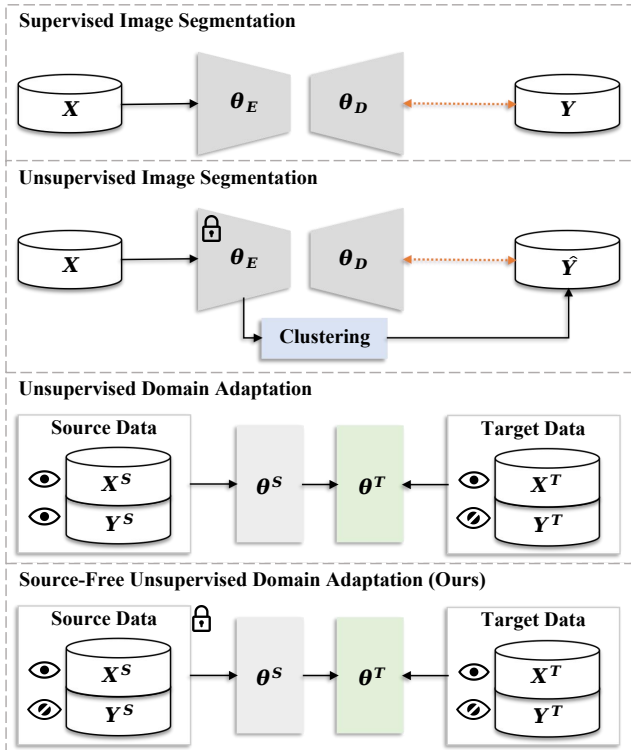 Supervised Image Segmentation
X θ_E θ_D Y
Unsupervised Image Segmentation
X θ_E θ_D Ŷ
Clustering
Unsupervised Domain Adaptation
Source Data Target Data
X^S θ^S θ^T X^T
Y^S Y^T
Source-Free Unsupervised Domain Adaptation (Ours)
Source Data Target Data
X^S θ^S θ^T X^T
Y^S Y^T